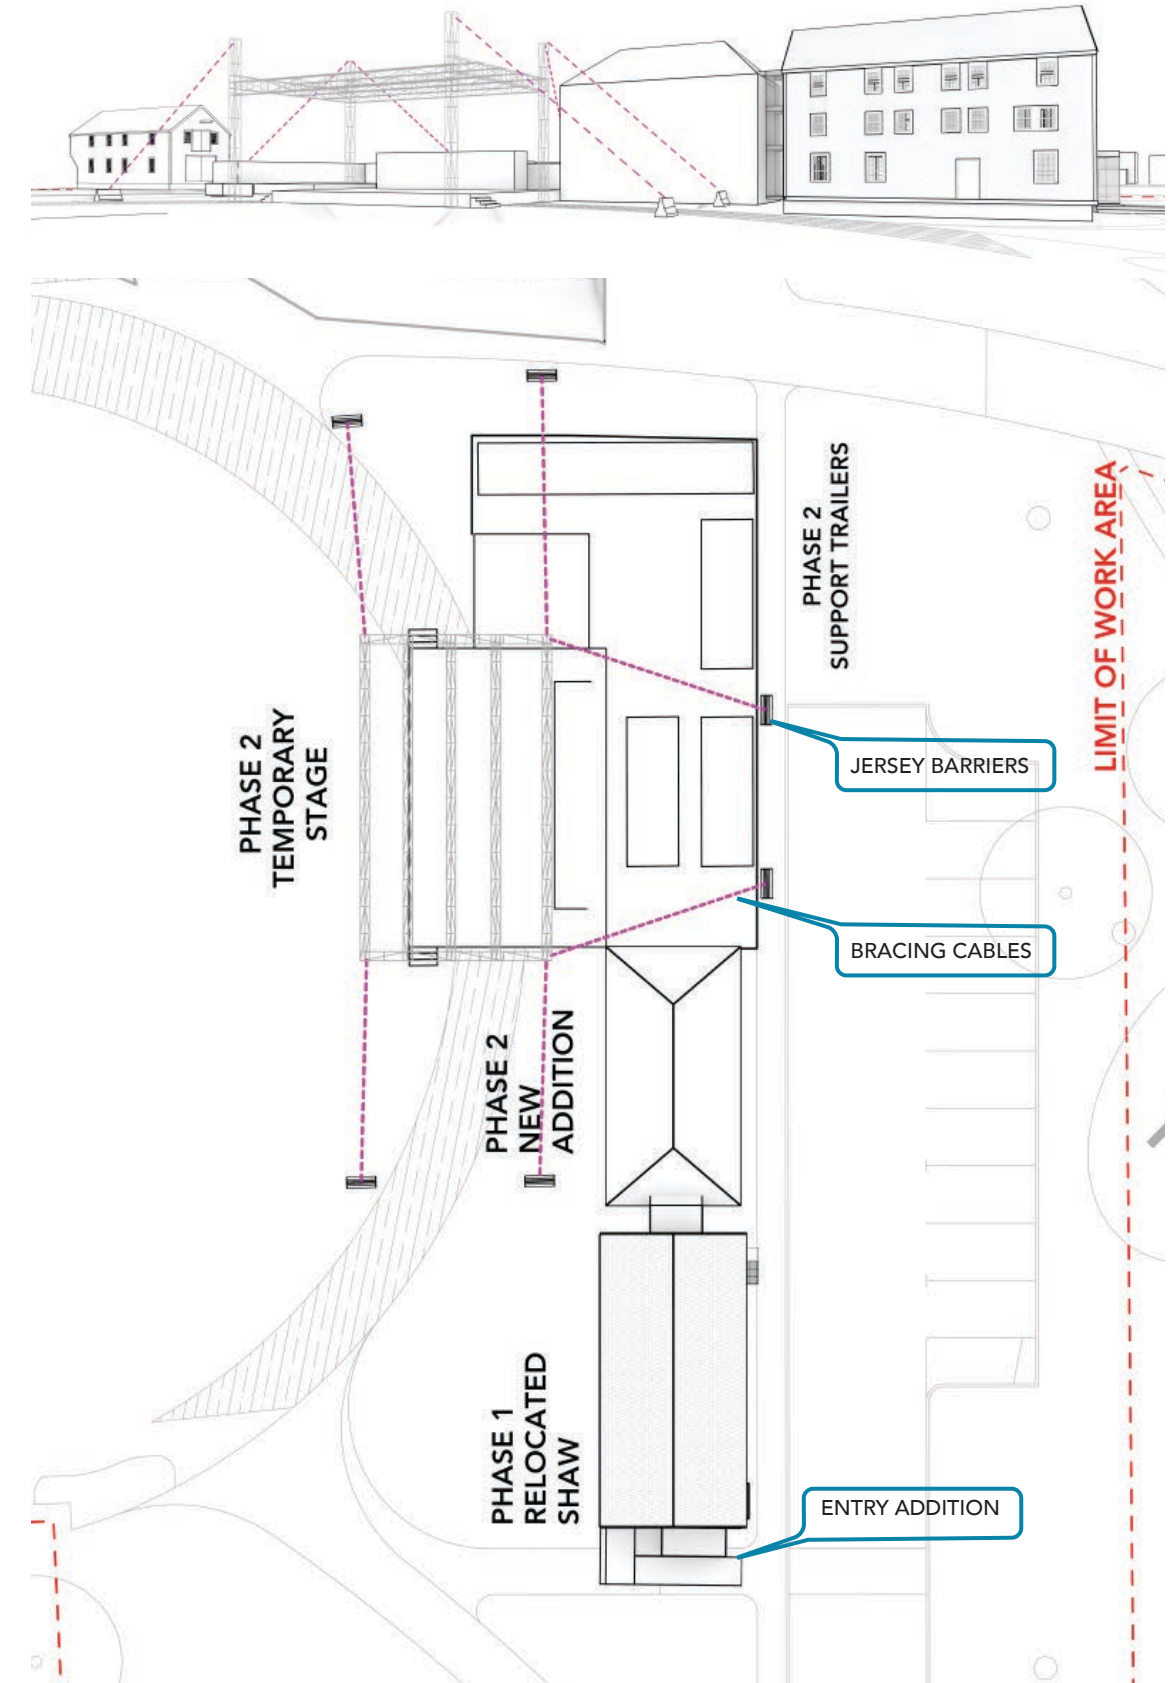 PHASE 2
SUPPORT TRAILERS
LIMIT OF WORK AREA
PHASE 2
TEMPORARY
STAGE
JERSEY BARRIERS
BRACING CABLES
PHASE 2
NEW
ADDITION
PHASE 1
RELOCATED
SHAW
ENTRY ADDITION